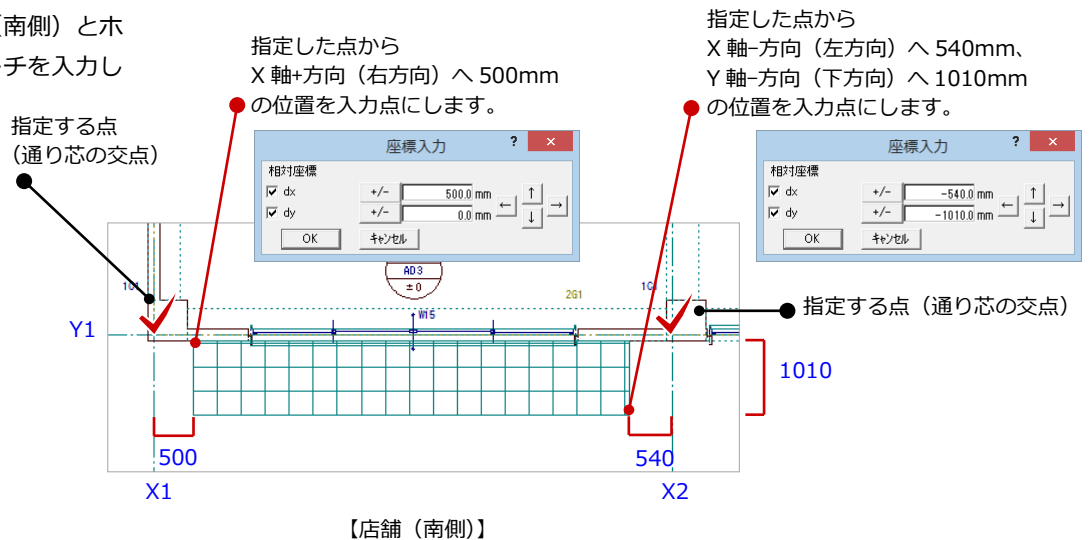 （南側）とホ
チを入力し
指定する点
（通り芯の交点）
指定した点から
X 軸+方向（右方向）へ 500mm
の位置を入力点にします。
指定した点から
X 軸−方向（左方向）へ 540mm、
Y 軸−方向（下方向）へ 1010mm
の位置を入力点にします。
座標入力 ? ×
相対座標
dx +/- 500.0 mm ← ↑ →
dy +/- 0.0 mm ↓
OK キャンセル
座標入力 ? ×
相対座標
dx +/- -540.0 mm ← ↑ →
dy +/- -1010.0 mm ↓
OK キャンセル
AD3
±0
2G1
W15
指定する点（通り芯の交点）
Y1
1010
500
540
X1
X2
【店舗（南側）】